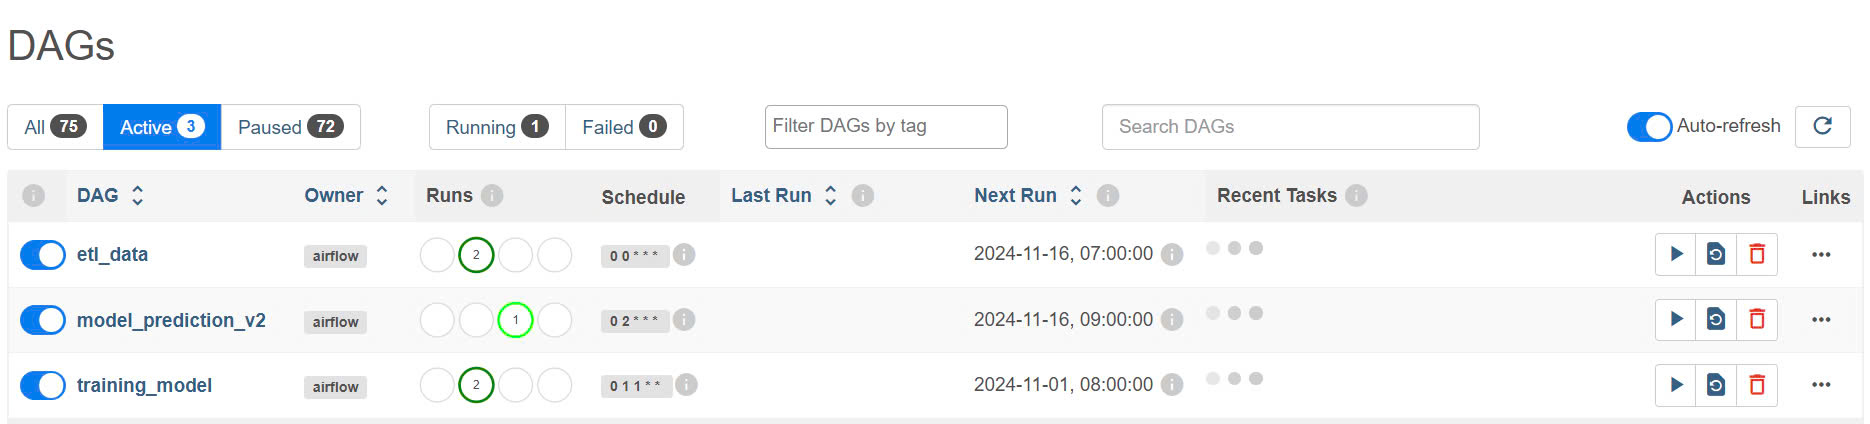 DAGs
All 75 Active 3 Paused 72 Running 1 Failed 0 Filter DAGs by tag Search DAGs Auto-refresh
i DAG Owner Runs i Schedule Last Run i Next Run i Recent Tasks i Actions Links
etl_data airflow 2 0 0 * * * i 2024-11-16, 07:00:00 i
model_prediction_v2 airflow 1 0 2 * * * i 2024-11-16, 09:00:00 i
training_model airflow 2 0 1 1 * * i 2024-11-01, 08:00:00 i